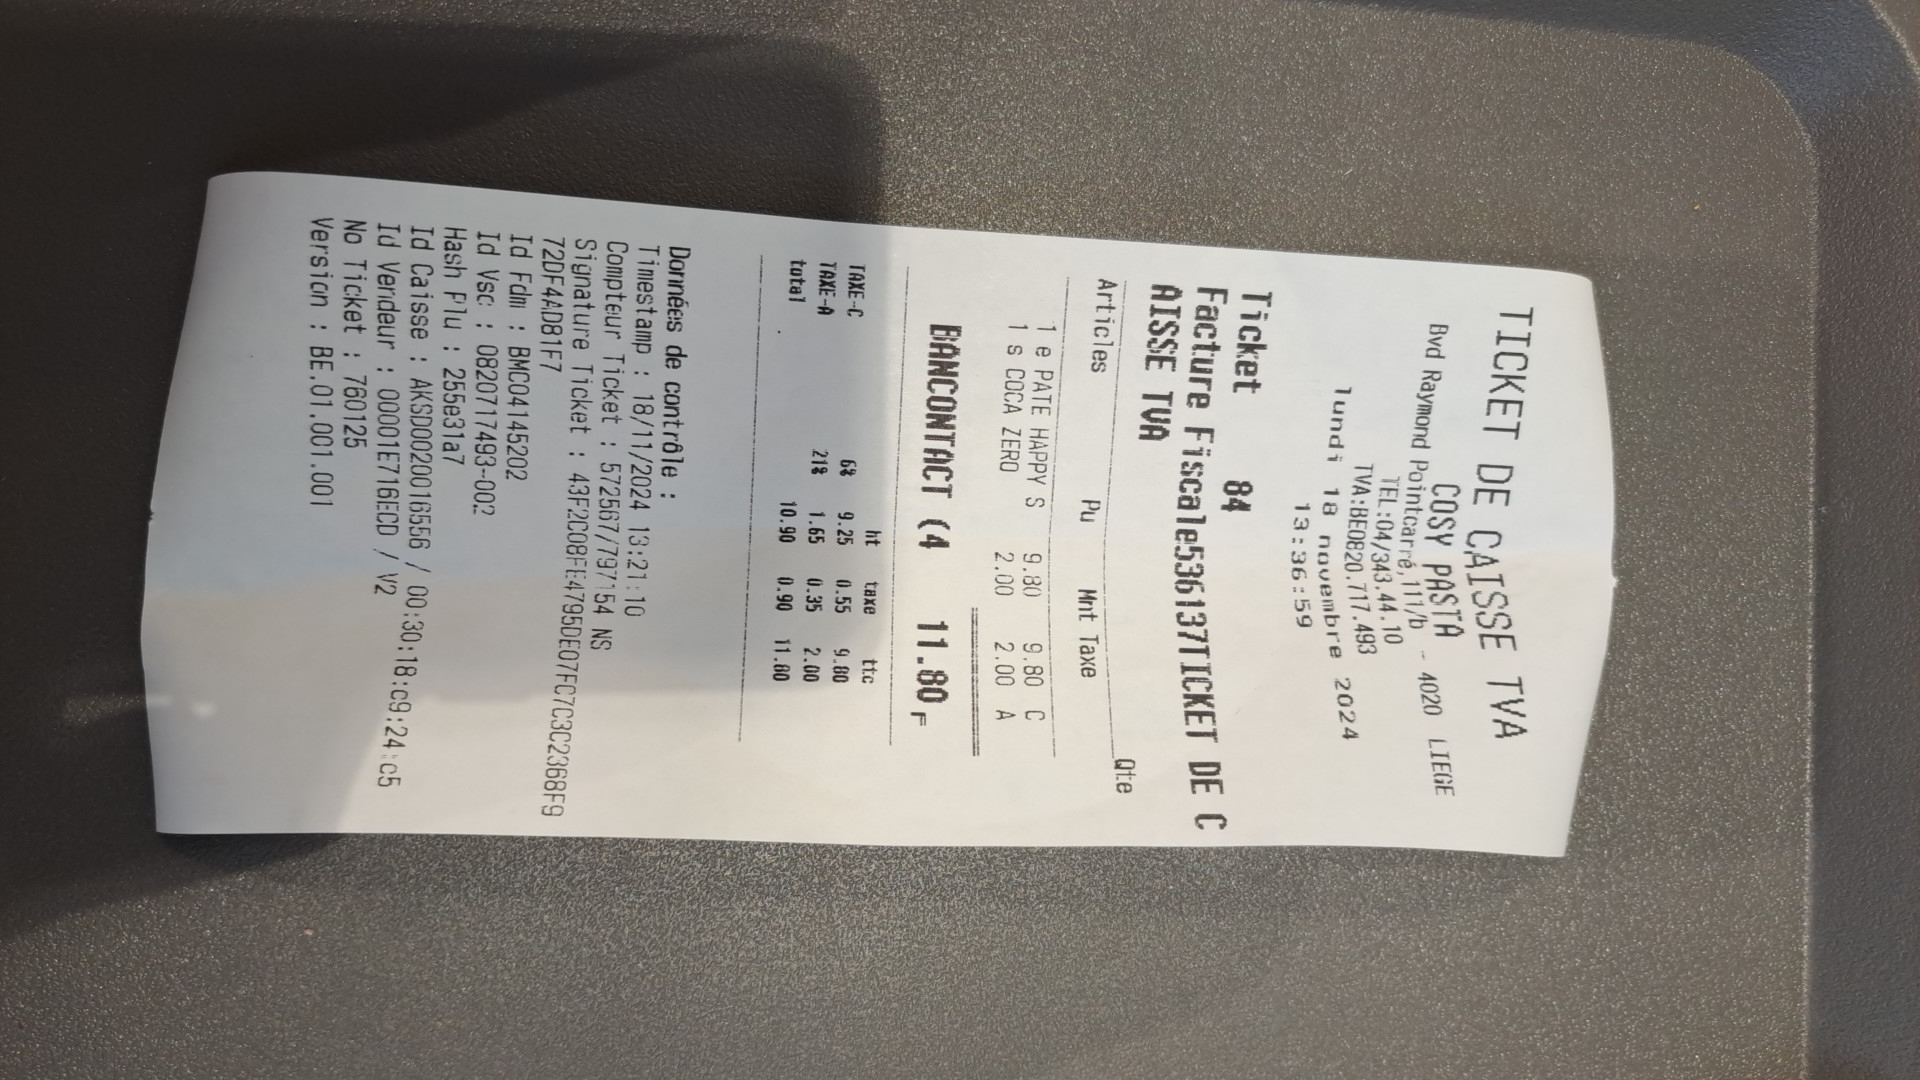 TICKET DE CAISSE TVA
COSY PASTA
Bvd Raymond Pointcarré,111/b - 4020 LIEGE
TEL:04/343.44.10
TVA:BE0820.717.493
lundi 18 novembre 2024
13:36:59
Ticket 84
Facture Fiscale536137TICKET DE C
AISSE TVA
Qte
Articles Pu Mnt Taxe
1 e PATE HAPPY S 9.80 9.80 C
1 s COCA ZERO 2.00 2.00 A
BANCONTACT (4 11.80 F
ht taxe ttc
TAXE-C 6% 9.25 0.55 9.80
TAXE-A 21% 1.65 0.35 2.00
total 10.90 0.90 11.80
Données de contrôle :
Timestamp : 18/11/2024 13:21:10
Compteur Ticket : 572567/797154 NS
Signature Ticket : 43F2C08FE4795DE07FC7C3C2368F9
72DF4AD81F7
Id Fdm : BMC04145202
Id Vsc : 0820717493-002
Hash Plu : 255e31a7
Id Caisse : AKSD0020016556 / 00:30:18:c9:24:c5
Id Vendeur : 00001E716ECD / V2
No Ticket : 760125
Version : BE.01.001.001